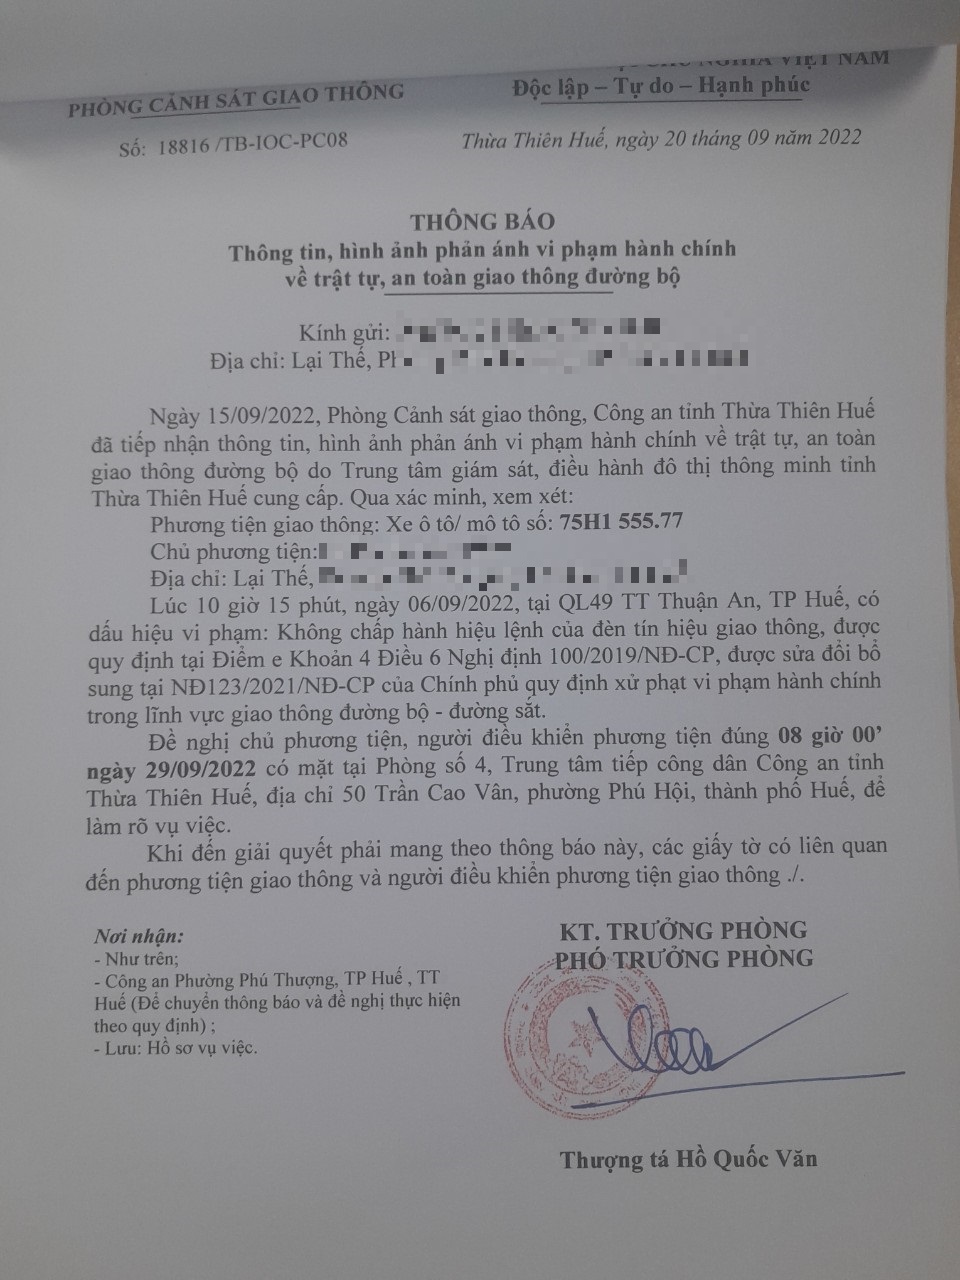 NGHĨA VIỆT NAM
PHÒNG CẢNH SÁT GIAO THÔNG
Độc lập – Tự do – Hạnh phúc
Số: 18816 /TB-IOC-PC08
Thừa Thiên Huế, ngày 20 tháng 09 năm 2022
THÔNG BÁO
Thông tin, hình ảnh phản ánh vi phạm hành chính
về trật tự, an toàn giao thông đường bộ
Kính gửi:
Địa chỉ: Lại Thế,
Ngày 15/09/2022, Phòng Cảnh sát giao thông, Công an tỉnh Thừa Thiên Huế
đã tiếp nhận thông tin, hình ảnh phản ánh vi phạm hành chính về trật tự, an toàn
giao thông đường bộ do Trung tâm giám sát, điều hành đô thị thông minh tỉnh
Thừa Thiên Huế cung cấp. Qua xác minh, xem xét:
Phương tiện giao thông: Xe ô tô/ mô tô số: 75H1 555.77
Chủ phương tiện:
Địa chỉ: Lại Thế,
Lúc 10 giờ 15 phút, ngày 06/09/2022, tại QL49 TT Thuận An, TP Huế, có
dấu hiệu vi phạm: Không chấp hành hiệu lệnh của đèn tín hiệu giao thông, được
quy định tại Điểm e Khoản 4 Điều 6 Nghị định 100/2019/NĐ-CP, được sửa đổi bổ
sung tại NĐ123/2021/NĐ-CP của Chính phủ quy định xử phạt vi phạm hành chính
trong lĩnh vực giao thông đường bộ - đường sắt.
Đề nghị chủ phương tiện, người điều khiển phương tiện đúng 08 giờ 00’
ngày 29/09/2022 có mặt tại Phòng số 4, Trung tâm tiếp công dân Công an tỉnh
Thừa Thiên Huế, địa chỉ 50 Trần Cao Vân, phường Phú Hội, thành phố Huế, để
làm rõ vụ việc.
Khi đến giải quyết phải mang theo thông báo này, các giấy tờ có liên quan
đến phương tiện giao thông và người điều khiển phương tiện giao thông ./.
Nơi nhận:
- Như trên;
- Công an Phường Phú Thượng, TP Huế , TT
Huế (Để chuyển thông báo và đề nghị thực hiện
theo quy định) ;
- Lưu: Hồ sơ vụ việc.
KT. TRƯỞNG PHÒNG
PHÓ TRƯỞNG PHÒNG
Thượng tá Hồ Quốc Văn